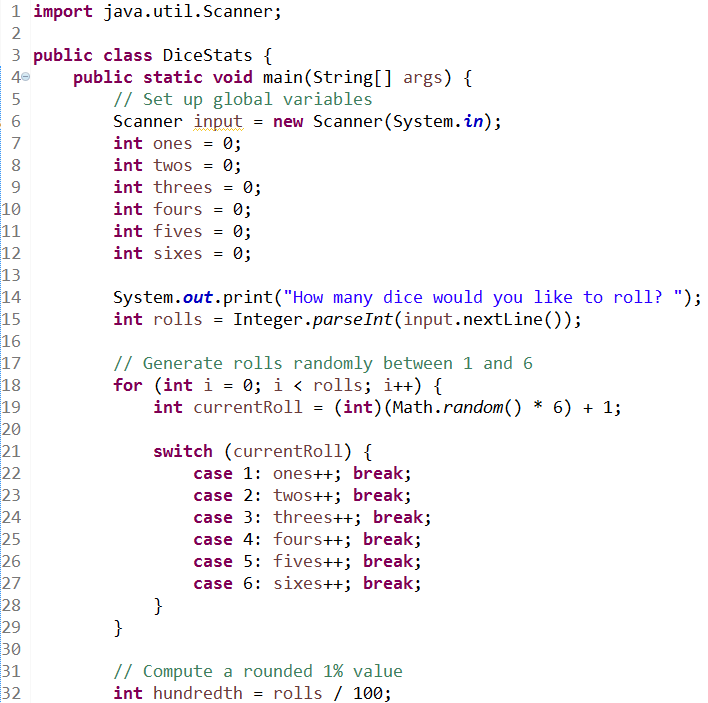 1 import java.util.Scanner;
2
3 public class DiceStats {
4     public static void main(String[] args) {
5         // Set up global variables
6         Scanner input = new Scanner(System.in);
7         int ones = 0;
8         int twos = 0;
9         int threes = 0;
10         int fours = 0;
11         int fives = 0;
12         int sixes = 0;
13
14         System.out.print("How many dice would you like to roll? ");
15         int rolls = Integer.parseInt(input.nextLine());
16
17         // Generate rolls randomly between 1 and 6
18         for (int i = 0; i < rolls; i++) {
19             int currentRoll = (int)(Math.random() * 6) + 1;
20
21             switch (currentRoll) {
22                 case 1: ones++; break;
23                 case 2: twos++; break;
24                 case 3: threes++; break;
25                 case 4: fours++; break;
26                 case 5: fives++; break;
27                 case 6: sixes++; break;
28             }
29         }
30
31         // Compute a rounded 1% value
32         int hundredth = rolls / 100;